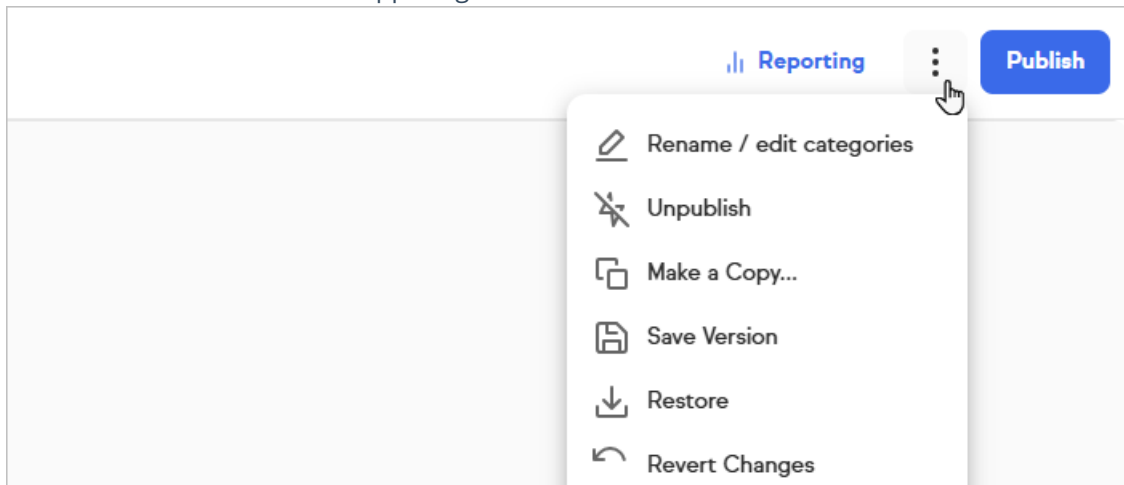 Reporting
Publish
Rename / edit categories
Unpublish
Make a Copy...
Save Version
Restore
Revert Changes